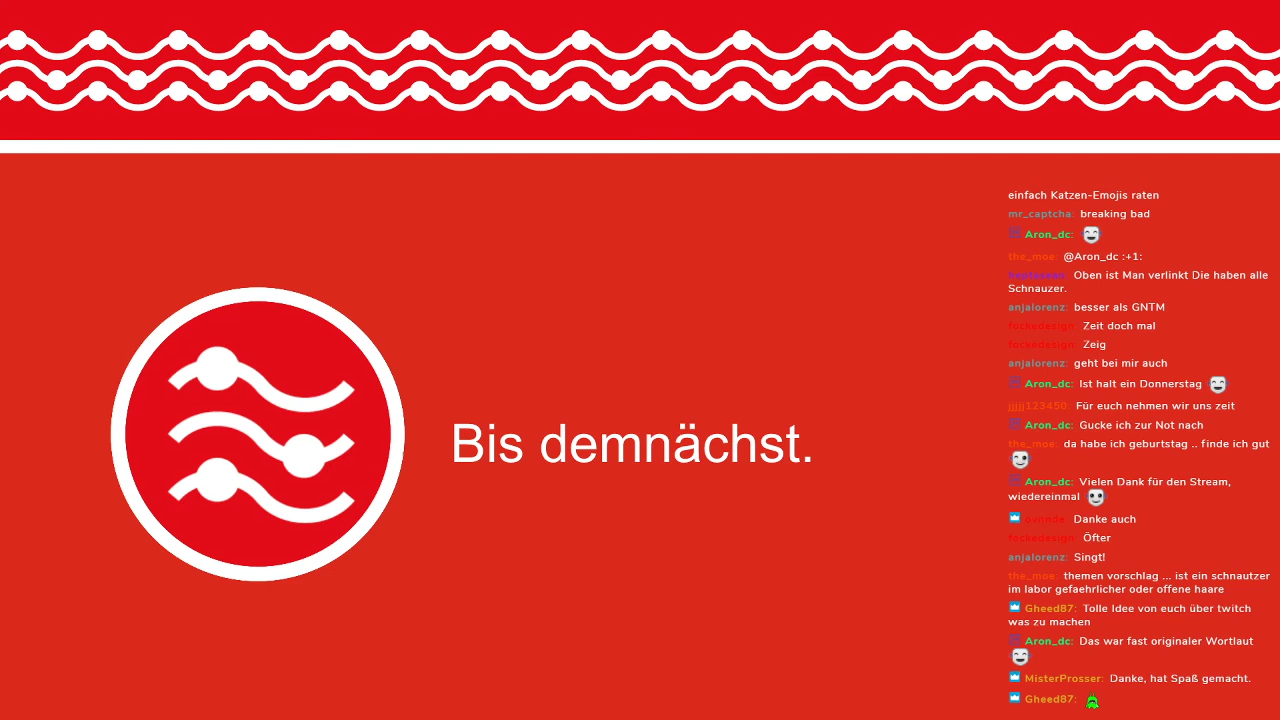 einfach Katzen-Emojis raten
mr_captcha: breaking bad
Aron_dc:
the_moe: @Aron_dc :+1:
Oben ist Man verlinkt Die haben alle
Schnauzer.
anjalorenz: besser als GNTM
fockedesign: Zeit doch mal
fockedesign: Zeig
anjalorenz: geht bei mir auch
Aron_dc: Ist halt ein Donnerstag
jjjjj123450: Für euch nehmen wir uns zeit
Aron_dc: Gucke ich zur Not nach
the_moe: da habe ich geburtstag .. finde ich gut
Bis demnächst.
Aron_dc: Vielen Dank für den Stream,
wiedereinmal
Danke auch
fockedesign: Öfter
anjalorenz: Singt!
the_moe: themen vorschlag ... ist ein schnautzer
im labor gefaehrlicher oder offene haare
Gheed87: Tolle Idee von euch über twitch
was zu machen
Aron_dc: Das war fast originaler Wortlaut
MisterProsser: Danke, hat Spaß gemacht.
Gheed87: